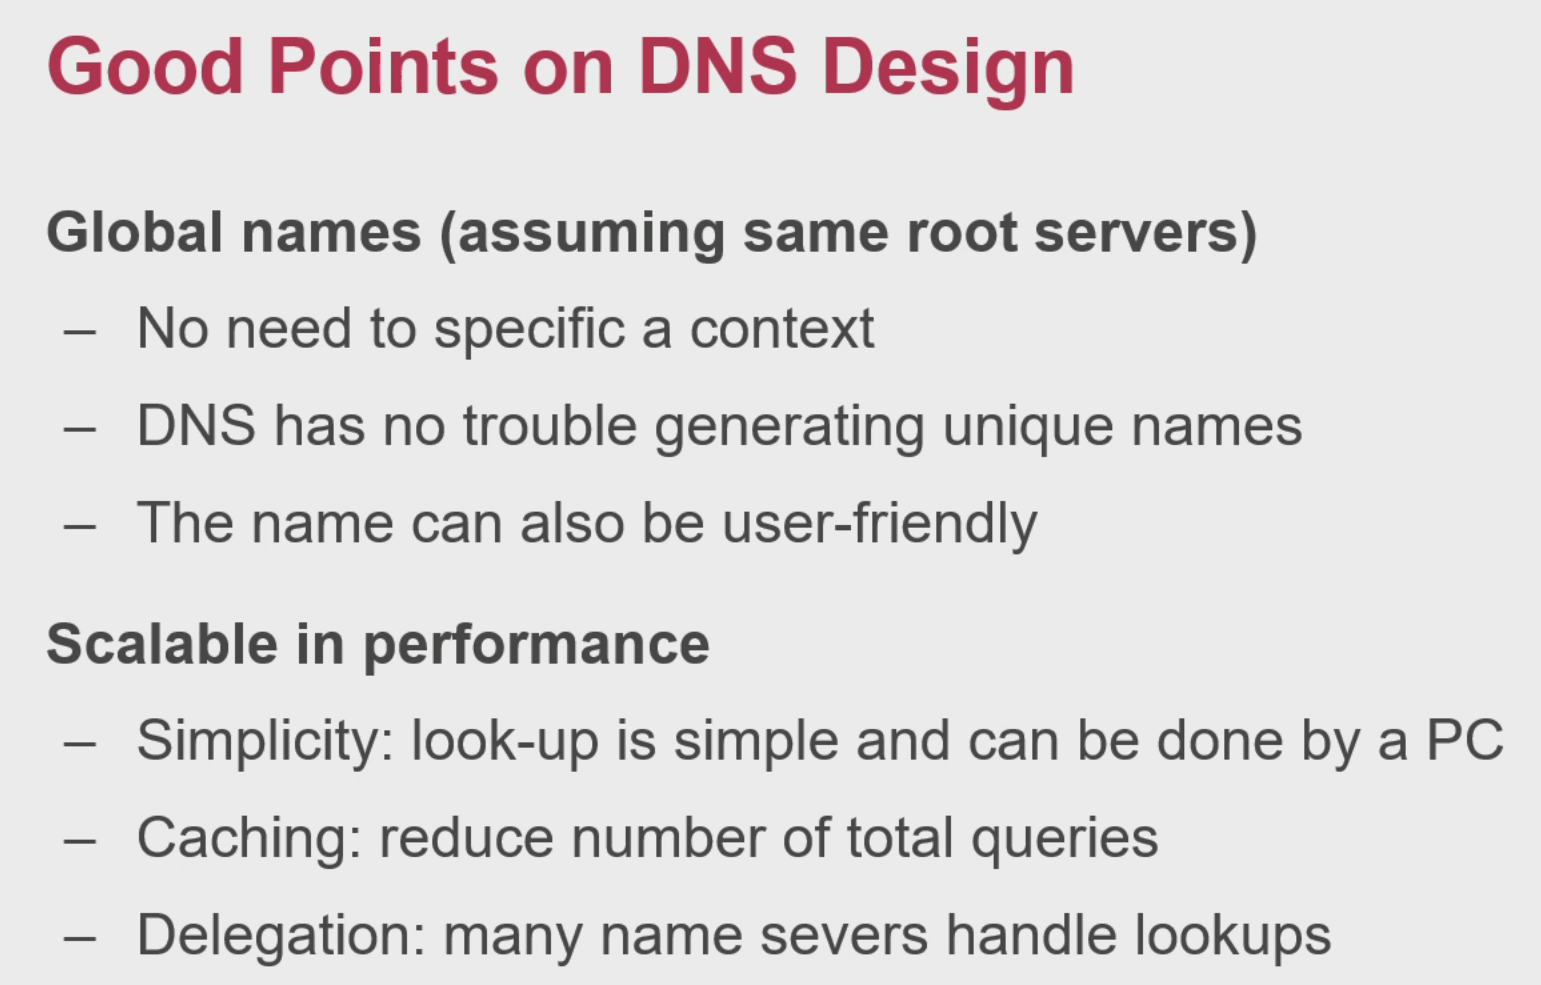 Good Points on DNS Design
Global names (assuming same root servers)
– No need to specific a context
– DNS has no trouble generating unique names
– The name can also be user-friendly
Scalable in performance
– Simplicity: look-up is simple and can be done by a PC
– Caching: reduce number of total queries
– Delegation: many name severs handle lookups